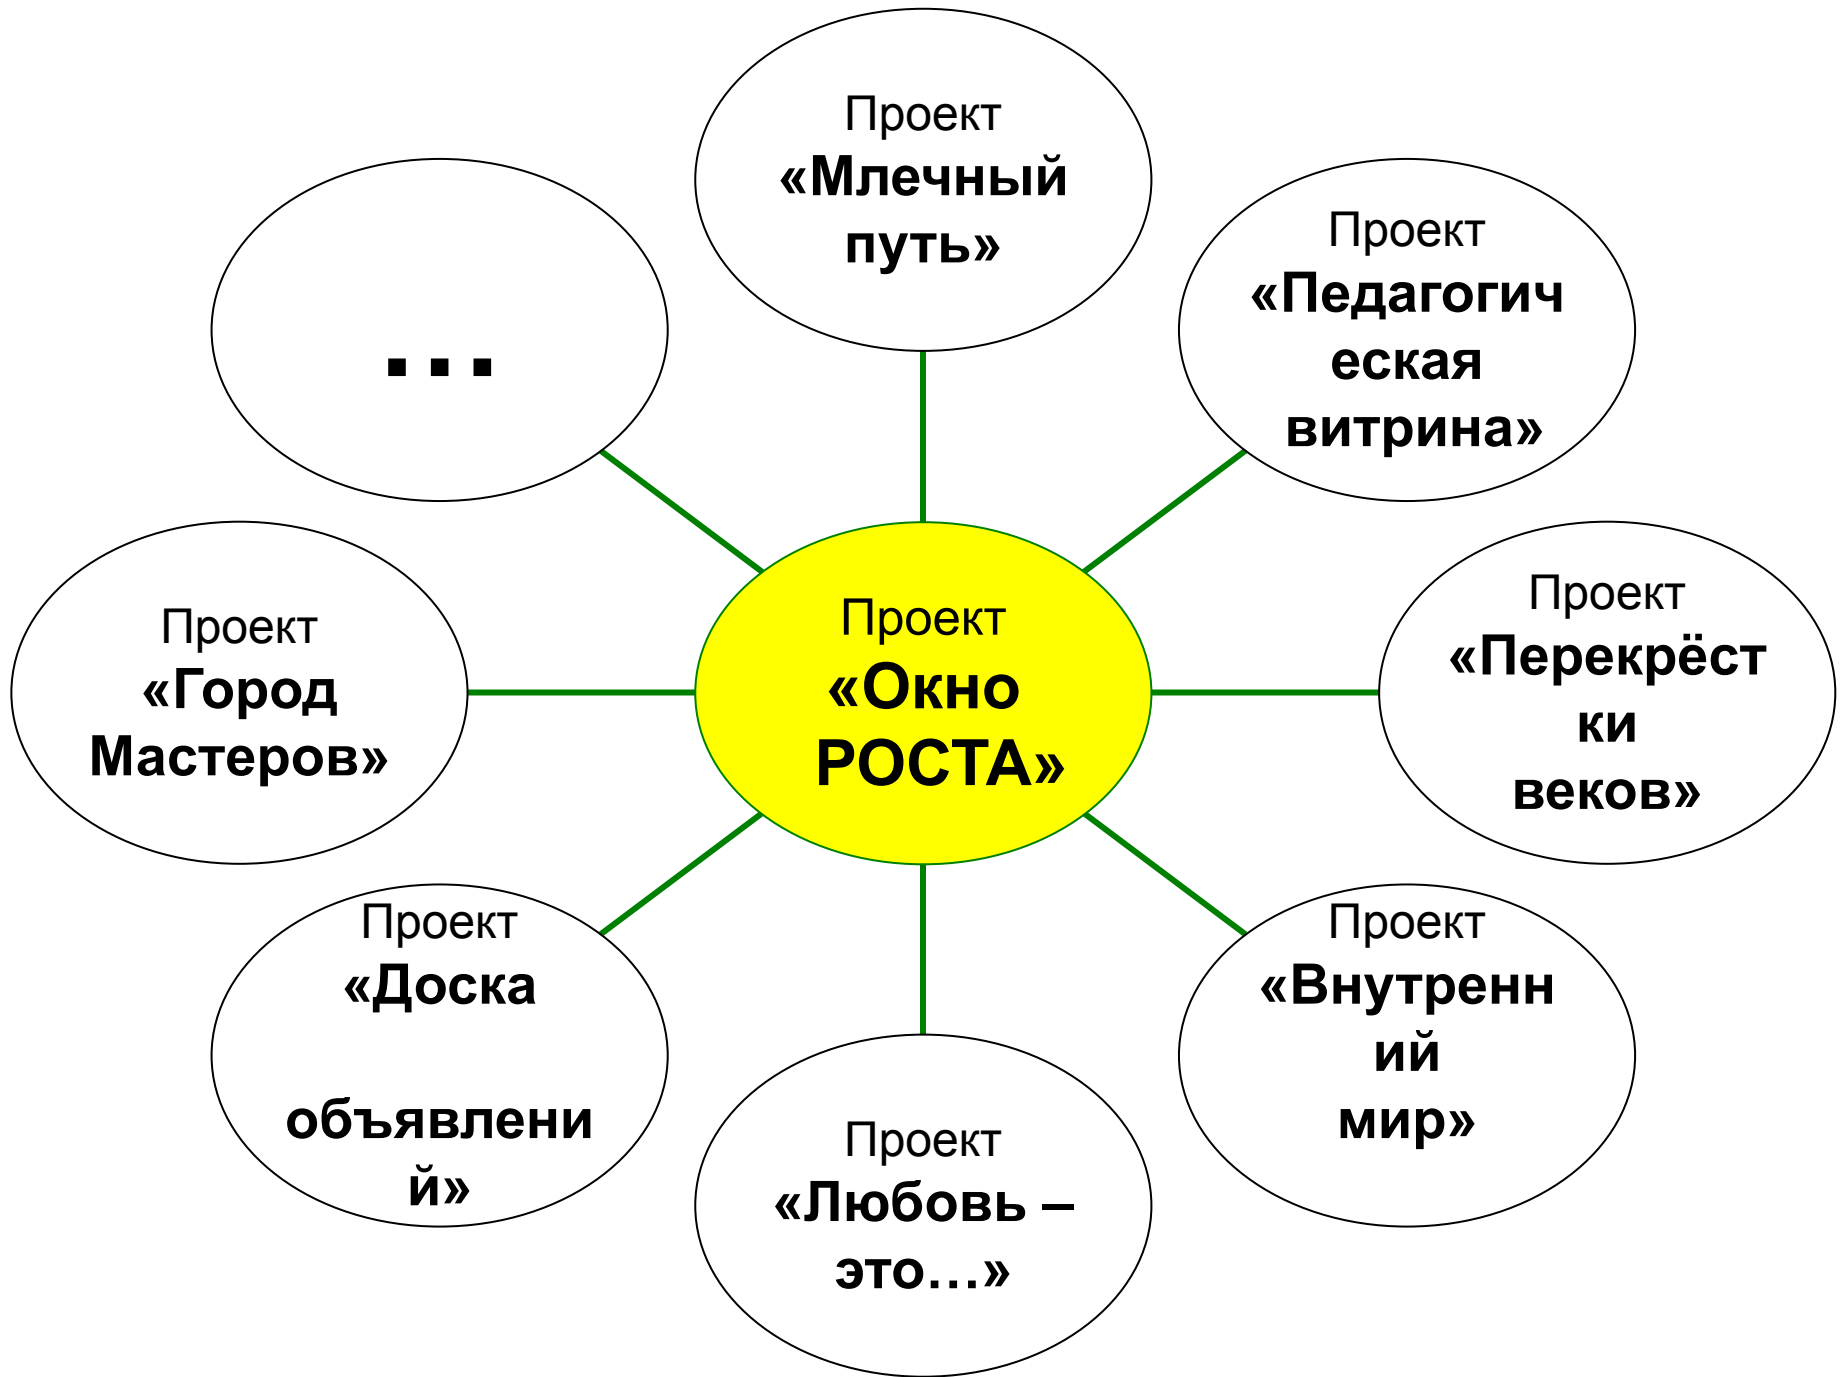 Проект
«Млечный
путь»
Проект
«Педагогич
еская
витрина»
Проект
«Перекрёст
ки
веков»
Проект
«Внутренн
ий
мир»
Проект
«Любовь –
это…»
Проект
«Доска
объявлени
й»
Проект
«Город
Мастеров»
…
Проект
«Окно
РОСТА»